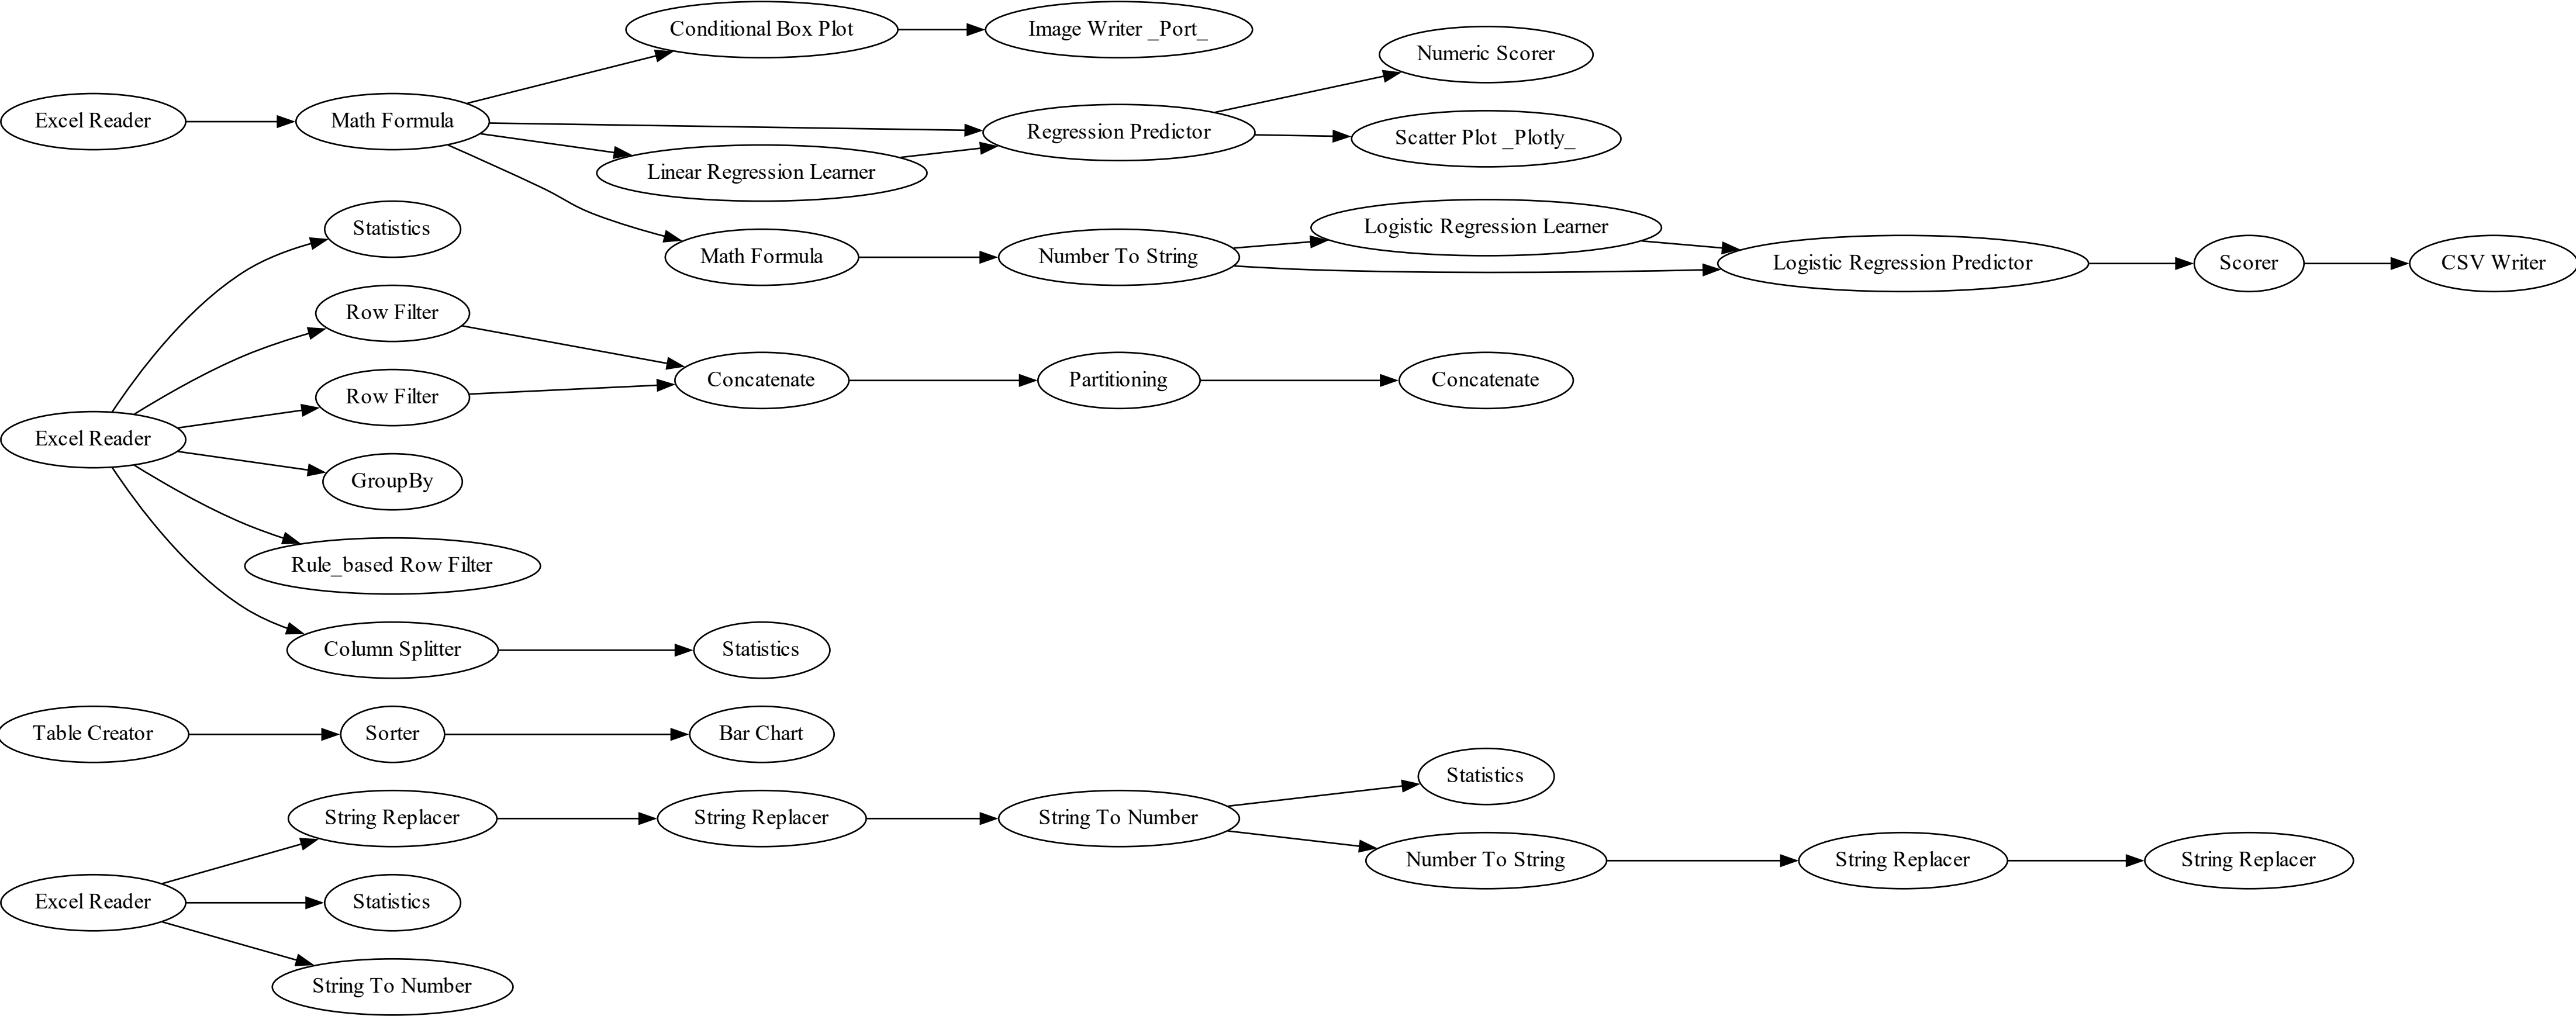 Conditional Box Plot
Image Writer _Port_
Numeric Scorer
Excel Reader
Math Formula
Regression Predictor
Scatter Plot _Plotly_
Linear Regression Learner
Statistics
Logistic Regression Learner
Math Formula
Number To String
Logistic Regression Predictor
Scorer
CSV Writer
Row Filter
Row Filter
Concatenate
Partitioning
Concatenate
Excel Reader
GroupBy
Rule_based Row Filter
Column Splitter
Statistics
Table Creator
Sorter
Bar Chart
Statistics
String Replacer
String Replacer
String To Number
Number To String
String Replacer
String Replacer
Excel Reader
Statistics
String To Number